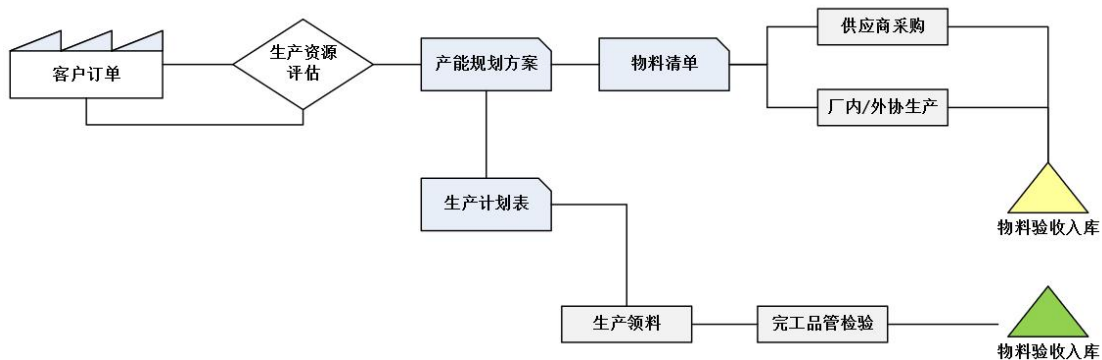 客户订单
生产资源
评估
产能规划方案
物料清单
供应商采购
厂内/外协生产
物料验收入库
生产计划表
生产领料
完工品管检验
物料验收入库